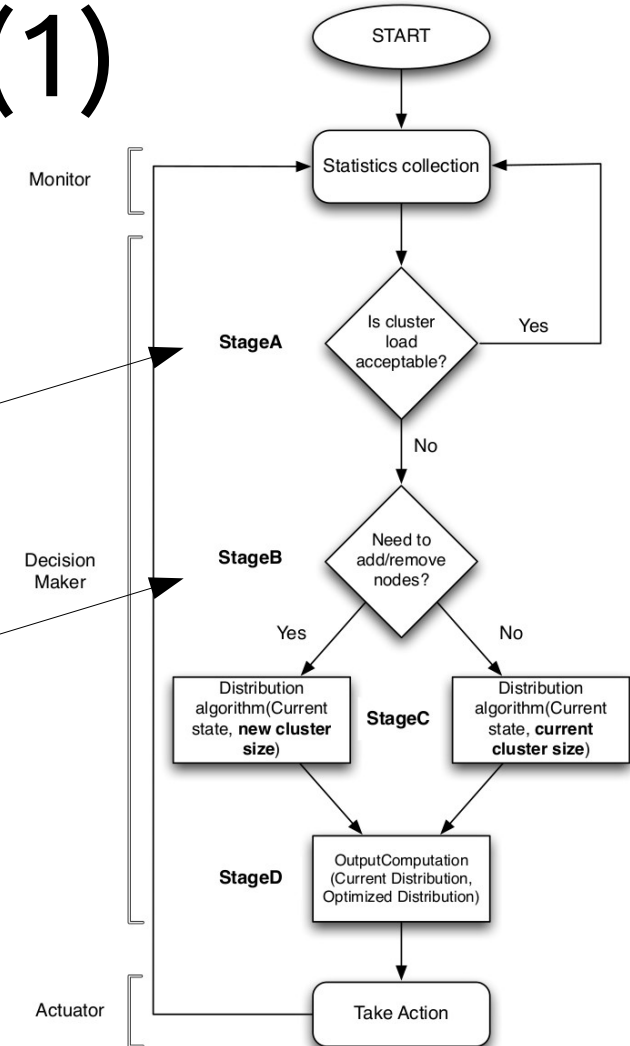 (1)
START
Monitor
Statistics collection
StageA
Is cluster
load
acceptable?
Yes
No
Decision
Maker
StageB
Need to
add/remove
nodes?
Yes
No
Distribution
algorithm(Current
state, new cluster
size)
StageC
Distribution
algorithm(Current
state, current
cluster size)
StageD
OutputComputation
(Current Distribution,
Optimized Distribution)
Actuator
Take Action